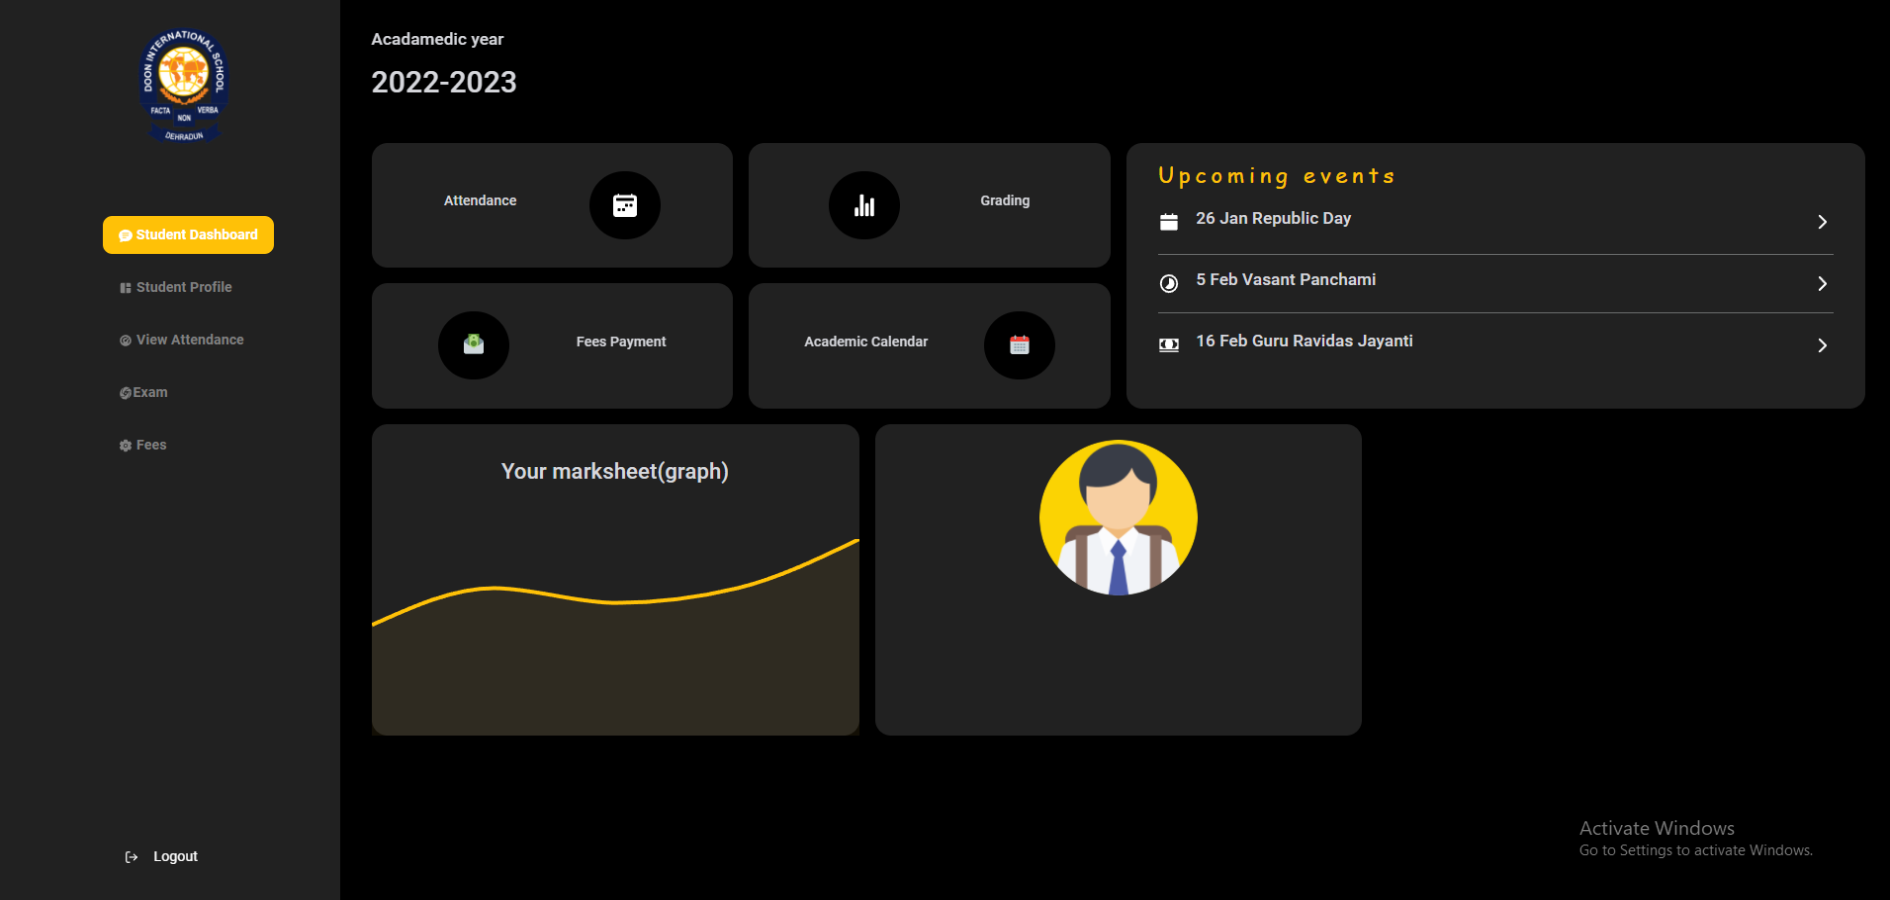 DOON INTERNATIONAL SCHOOL
FACTA
NON
VERBA
DEHRADUN
Student Dashboard
Student Profile
View Attendance
Exam
Fees
Logout
Acadamedic year
2022-2023
Attendance
Grading
Fees Payment
Academic Calendar
Upcoming events
26 Jan Republic Day
5 Feb Vasant Panchami
16 Feb Guru Ravidas Jayanti
Your marksheet(graph)
Activate Windows
Go to Settings to activate Windows.